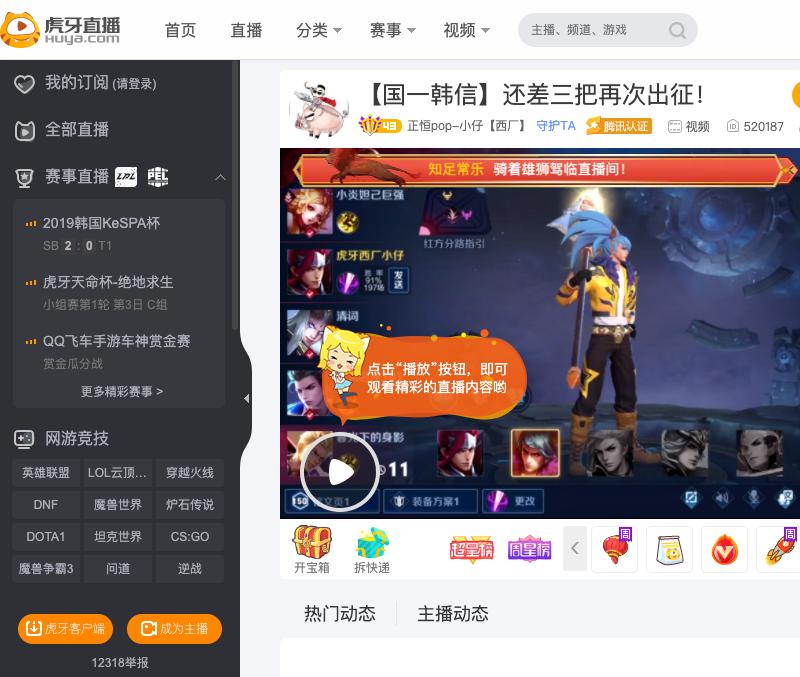 虎牙直播
HUYA.com
首页
直播
分类
赛事
视频
主播、频道、游戏
我的订阅 (请登录)
全部直播
赛事直播 LPL PEL
2019韩国KeSPA杯
SB 2 : 0 T1
虎牙天命杯-绝地求生
小组赛第1轮 第3日 C组
QQ飞车手游车神赏金赛
赏金瓜分战
更多精彩赛事 >
网游竞技
英雄联盟 LOL云顶... 穿越火线
DNF 魔兽世界 炉石传说
DOTA1 坦克世界 CS:GO
魔兽争霸3 问道 逆战
虎牙客户端 成为主播
12318举报
【国一韩信】还差三把再次出征！
43 正恒pop-小仔【西厂】 守护TA 腾讯认证 视频 520187
知足常乐 骑着雄狮驾临直播间！
小炎妲己巨强
红方分路指引
虎牙西厂小仔
胜率
91%
197场
发送
清词
点击“播放”按钮，即可
观看精彩的直播内容哟
下的身影
11
150 文页1 装备方案1 更改
开宝箱 拆快递 超星榜 周星榜 周 周
热门动态 主播动态